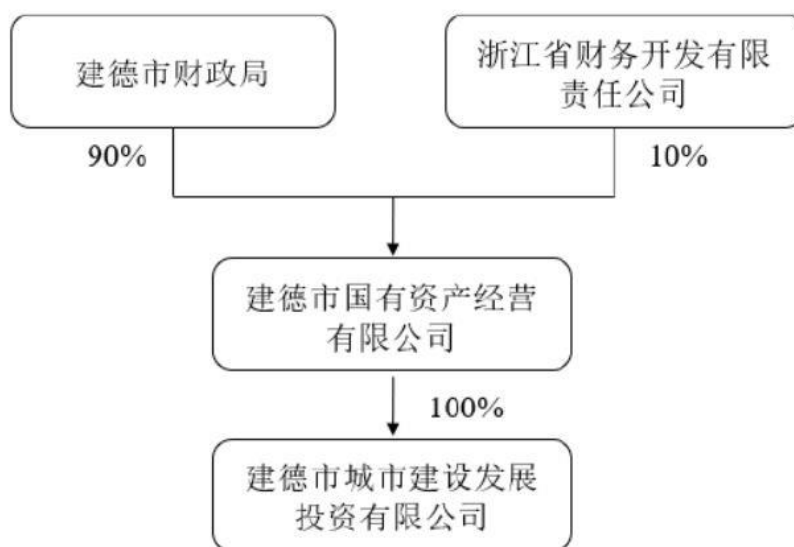 建德市财政局
浙江省财务开发有限
责任公司
90%
10%
建德市国有资产经营
有限公司
100%
建德市城市建设发展
投资有限公司